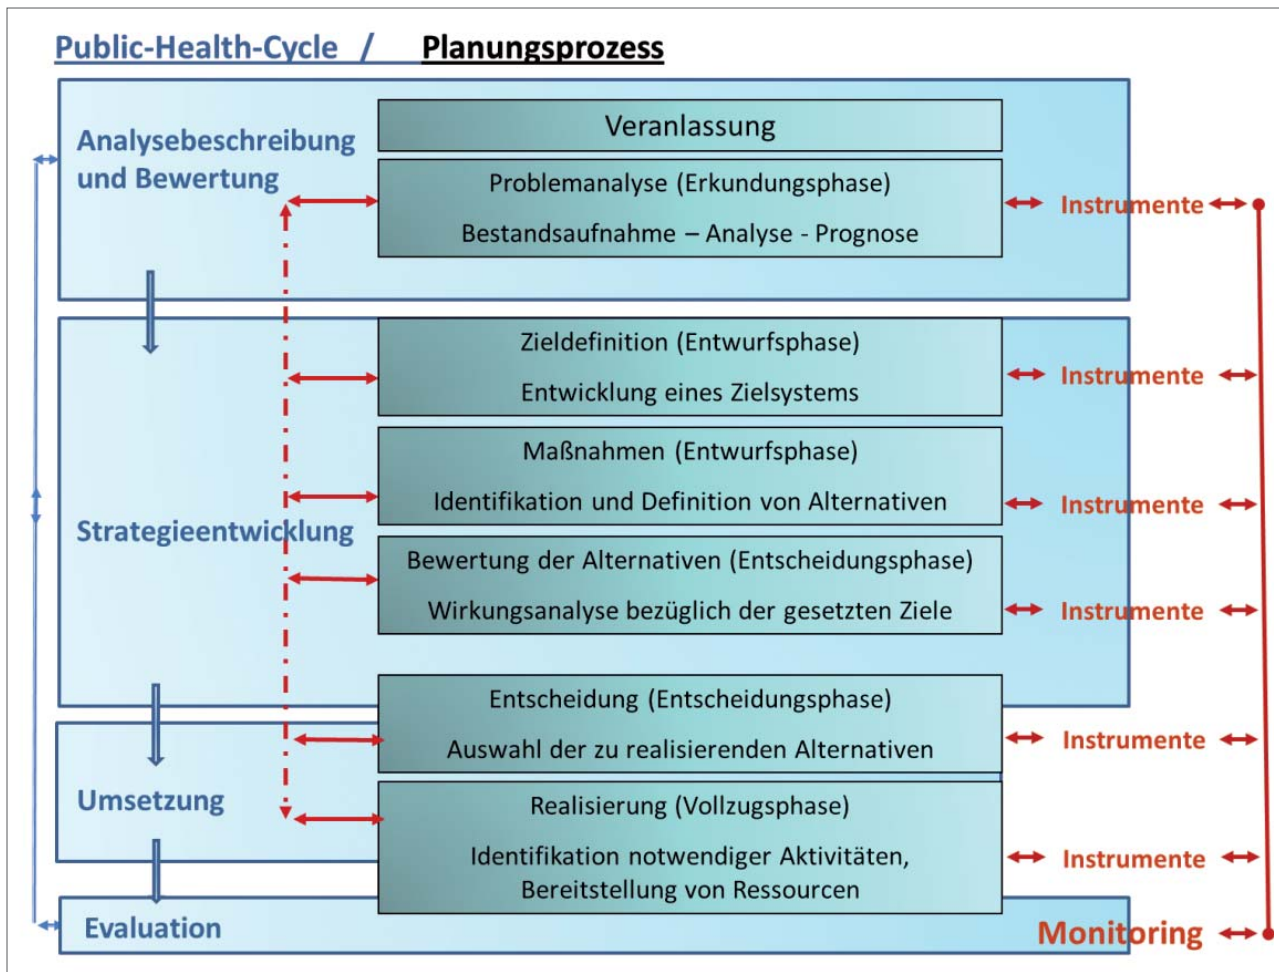 Public-Health-Cycle / Planungsprozess
Analysebeschreibung
und Bewertung
Veranlassung
Problemanalyse (Erkundungsphase)
Bestandsaufnahme – Analyse - Prognose
Instrumente
Strategieentwicklung
Zieldefinition (Entwurfsphase)
Entwicklung eines Zielsystems
Instrumente
Maßnahmen (Entwurfsphase)
Identifikation und Definition von Alternativen
Instrumente
Bewertung der Alternativen (Entscheidungsphase)
Wirkungsanalyse bezüglich der gesetzten Ziele
Instrumente
Entscheidung (Entscheidungsphase)
Auswahl der zu realisierenden Alternativen
Instrumente
Umsetzung
Realisierung (Vollzugsphase)
Identifikation notwendiger Aktivitäten,
Bereitstellung von Ressourcen
Instrumente
Evaluation
Monitoring